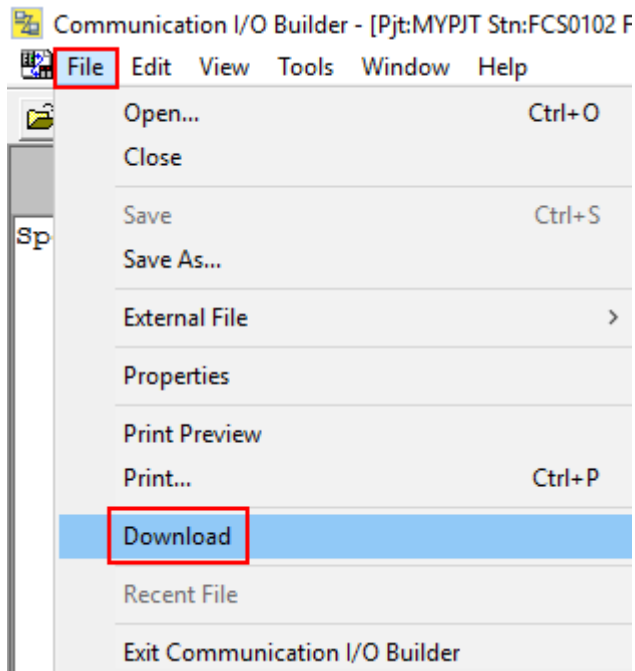 Communication I/O Builder - [Pjt:MYPJT Stn:FCS0102 F
File Edit View Tools Window Help
Open... Ctrl+O
Close
Sp
Save Ctrl+S
Save As...
External File >
Properties
Print Preview
Print... Ctrl+P
Download
Recent File
Exit Communication I/O Builder